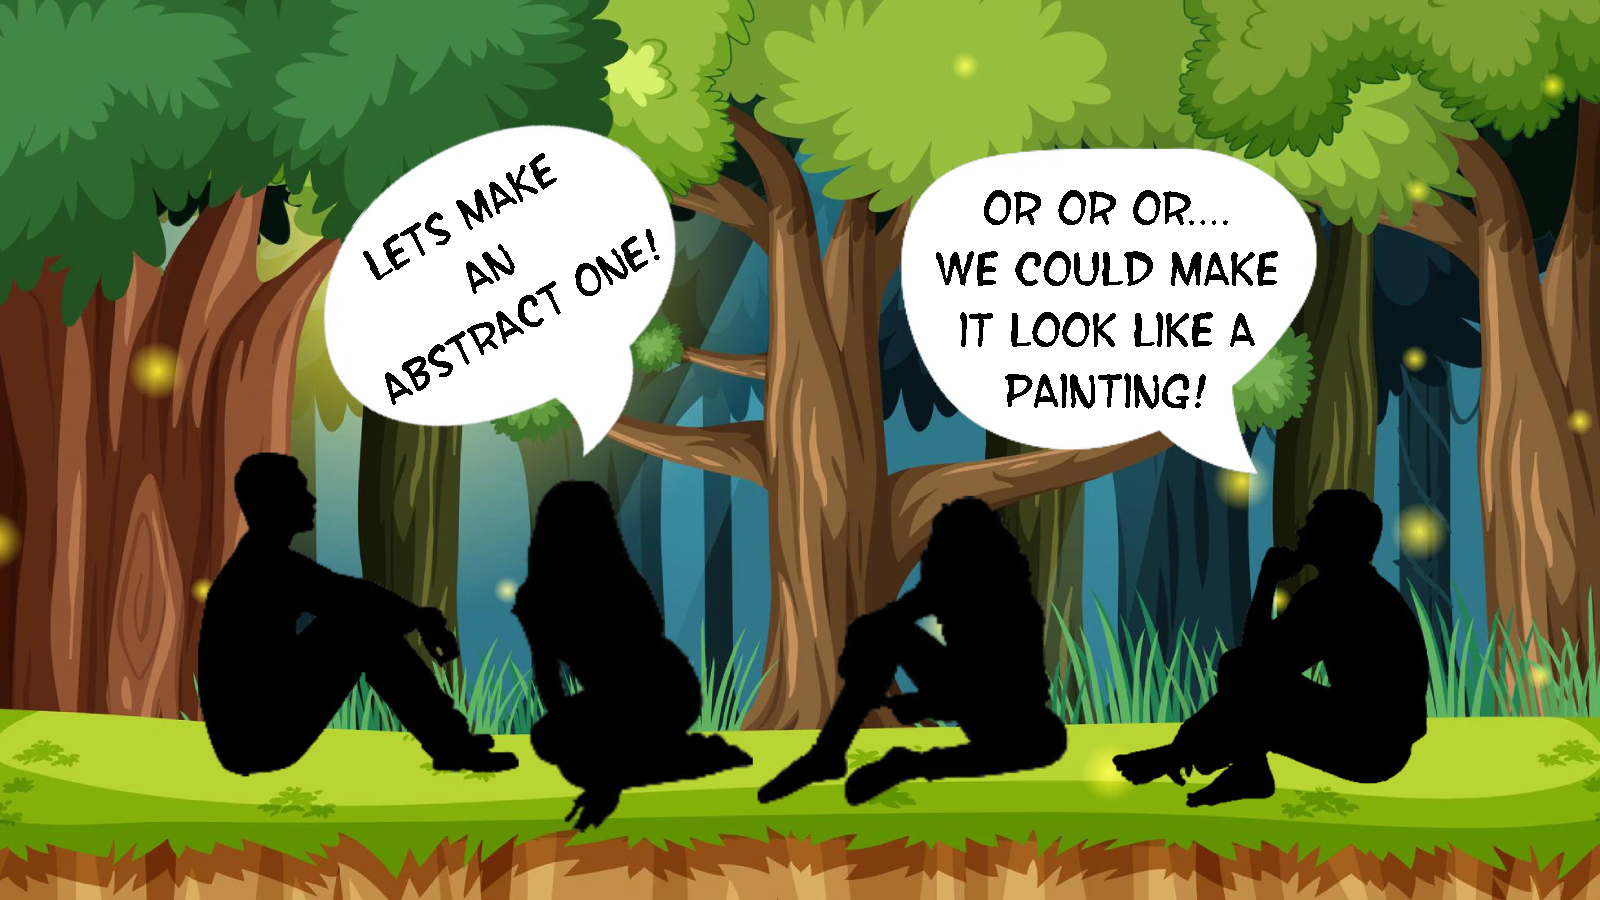 LETS MAKE
AN
ABSTRACT ONE!
OR OR OR....
WE COULD MAKE
IT LOOK LIKE A
PAINTING!